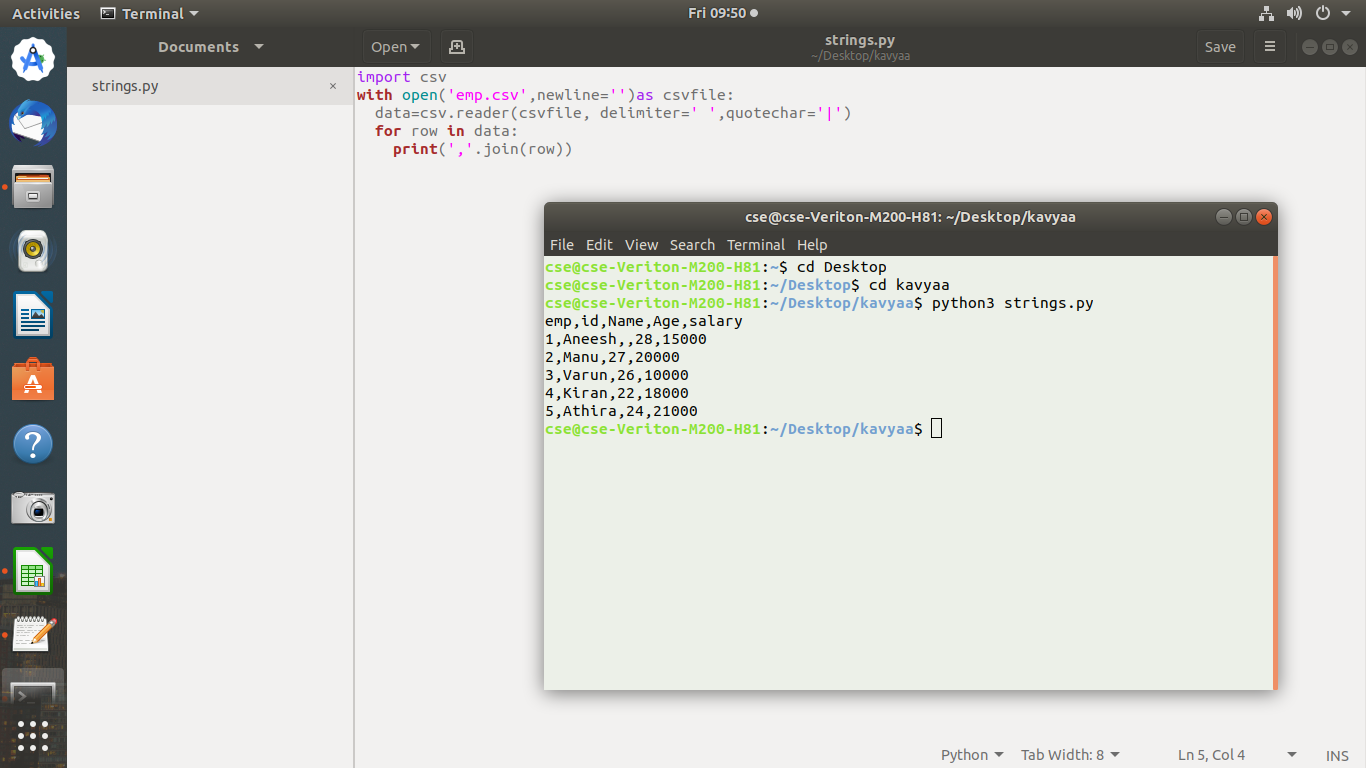 Activities Terminal Fri 09:50
Documents Open strings.py Save
~/Desktop/kavyaa
strings.py ×
import csv
with open('emp.csv',newline='')as csvfile:
  data=csv.reader(csvfile, delimiter=' ',quotechar='|')
  for row in data:
    print(','.join(row))
cse@cse-Veriton-M200-H81: ~/Desktop/kavyaa
File Edit View Search Terminal Help
cse@cse-Veriton-M200-H81:~$ cd Desktop
cse@cse-Veriton-M200-H81:~/Desktop$ cd kavyaa
cse@cse-Veriton-M200-H81:~/Desktop/kavyaa$ python3 strings.py
emp,id,Name,Age,salary
1,Aneesh,,28,15000
2,Manu,27,20000
3,Varun,26,10000
4,Kiran,22,18000
5,Athira,24,21000
cse@cse-Veriton-M200-H81:~/Desktop/kavyaa$
Python Tab Width: 8 Ln 5, Col 4 INS